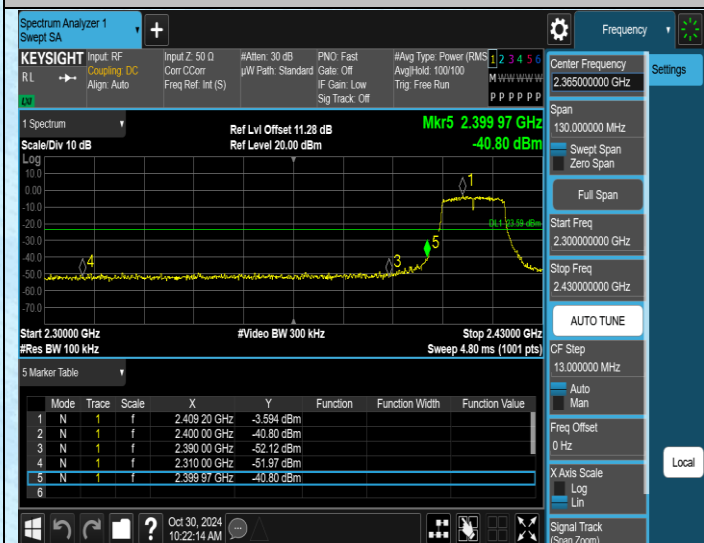 Spectrum Analyzer 1
Swept SA
Frequency
KEYSIGHT
RL
LXI
Input: RF
Coupling: DC
Align: Auto
Input Z: 50 Ω
Corr CCorr
Freq Ref: Int (S)
#Atten: 30 dB
µW Path: Standard
PNO: Fast
Gate: Off
IF Gain: Low
Sig Track: Off
#Avg Type: Power (RMS
Avg|Hold: 100/100
Trig: Free Run
1 2 3 4 5 6
M W W W W W
P P P P P P
1 Spectrum
Scale/Div 10 dB
Ref Lvl Offset 11.28 dB
Ref Level 20.00 dBm
Mkr5 2.399 97 GHz
-40.80 dBm
Log
10.0
0.00
-10.0
-20.0
-30.0
-40.0
-50.0
-60.0
-70.0
1
DL1 -23.59 dBm
5
4
3
Start 2.30000 GHz
#Res BW 100 kHz
#Video BW 300 kHz
Stop 2.43000 GHz
Sweep 4.80 ms (1001 pts)
5 Marker Table
Mode Trace Scale X Y Function Function Width Function Value
1 N 1 f 2.409 20 GHz -3.594 dBm
2 N 1 f 2.400 00 GHz -40.80 dBm
3 N 1 f 2.390 00 GHz -52.12 dBm
4 N 1 f 2.310 00 GHz -51.97 dBm
5 N 1 f 2.399 97 GHz -40.80 dBm
6
?
Oct 30, 2024
10:22:14 AM
Center Frequency
2.365000000 GHz
Settings
Span
130.000000 MHz
Swept Span
Zero Span
Full Span
Start Freq
2.300000000 GHz
Stop Freq
2.430000000 GHz
AUTO TUNE
CF Step
13.000000 MHz
Auto
Man
Freq Offset
0 Hz
Local
X Axis Scale
Log
Lin
Signal Track
(Span Zoom)